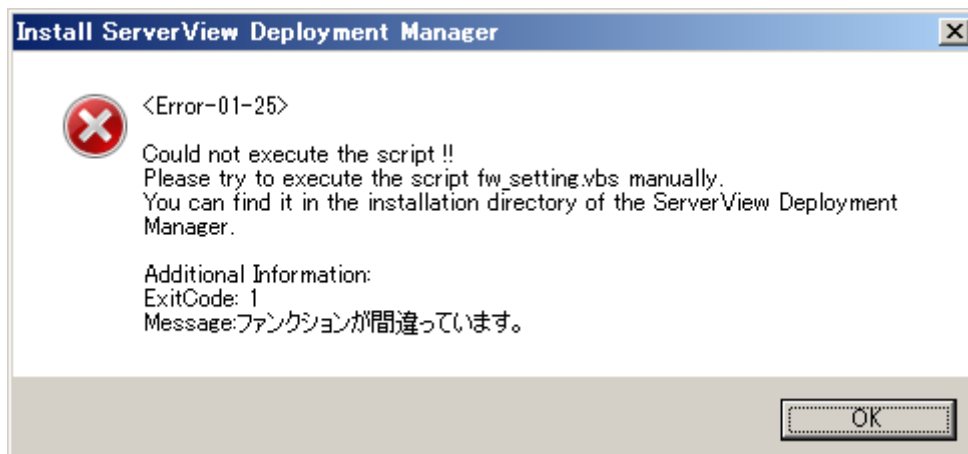 Install ServerView Deployment Manager
<Error-01-25>
Could not execute the script !!
Please try to execute the script fw_setting.vbs manually.
You can find it in the installation directory of the ServerView Deployment
Manager.
Additional Information:
ExitCode: 1
Message:ファンクションが間違っています。
OK